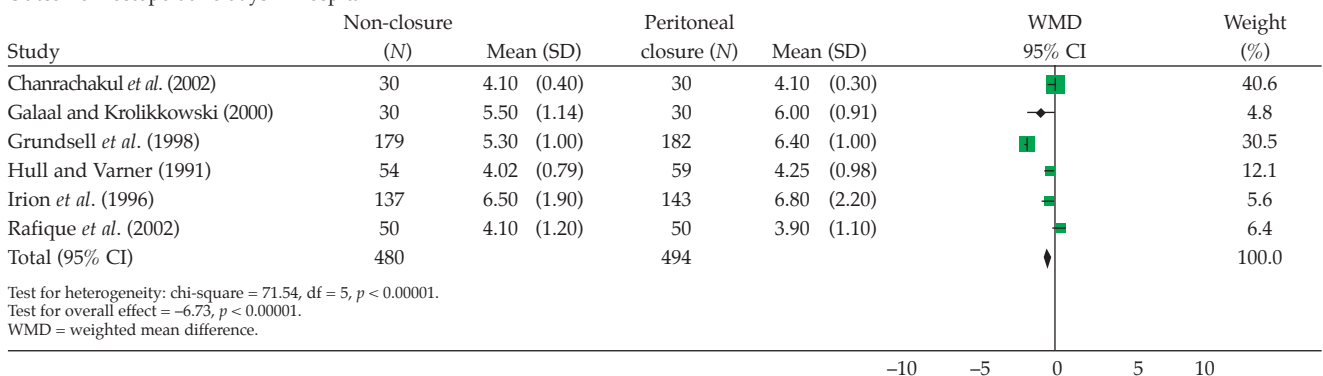 Non-closure Peritoneal WMD Weight
Study (N) Mean (SD) closure (N) Mean (SD) 95% CI (%)
Chanrachakul et al. (2002) 30 4.10 (0.40) 30 4.10 (0.30) 40.6
Galaal and Krolikkowski (2000) 30 5.50 (1.14) 30 6.00 (0.91) 4.8
Grundsell et al. (1998) 179 5.30 (1.00) 182 6.40 (1.00) 30.5
Hull and Varner (1991) 54 4.02 (0.79) 59 4.25 (0.98) 12.1
Irion et al. (1996) 137 6.50 (1.90) 143 6.80 (2.20) 5.6
Rafique et al. (2002) 50 4.10 (1.20) 50 3.90 (1.10) 6.4
Total (95% CI) 480 494 100.0
Test for heterogeneity: chi-square = 71.54, df = 5, p < 0.00001.
Test for overall effect = –6.73, p < 0.00001.
WMD = weighted mean difference.
–10 –5 0 5 10